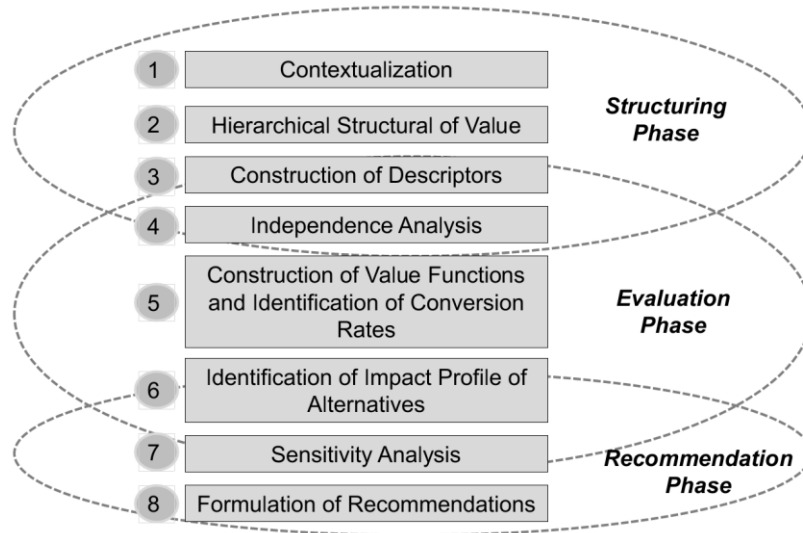 1 Contextualization
Structuring
Phase
2 Hierarchical Structural of Value
3 Construction of Descriptors
4 Independence Analysis
Construction of Value Functions
5 and Identification of Conversion
Rates
Evaluation
Phase
6 Identification of Impact Profile of
Alternatives
7 Sensitivity Analysis
Recommendation
Phase
8 Formulation of Recommendations